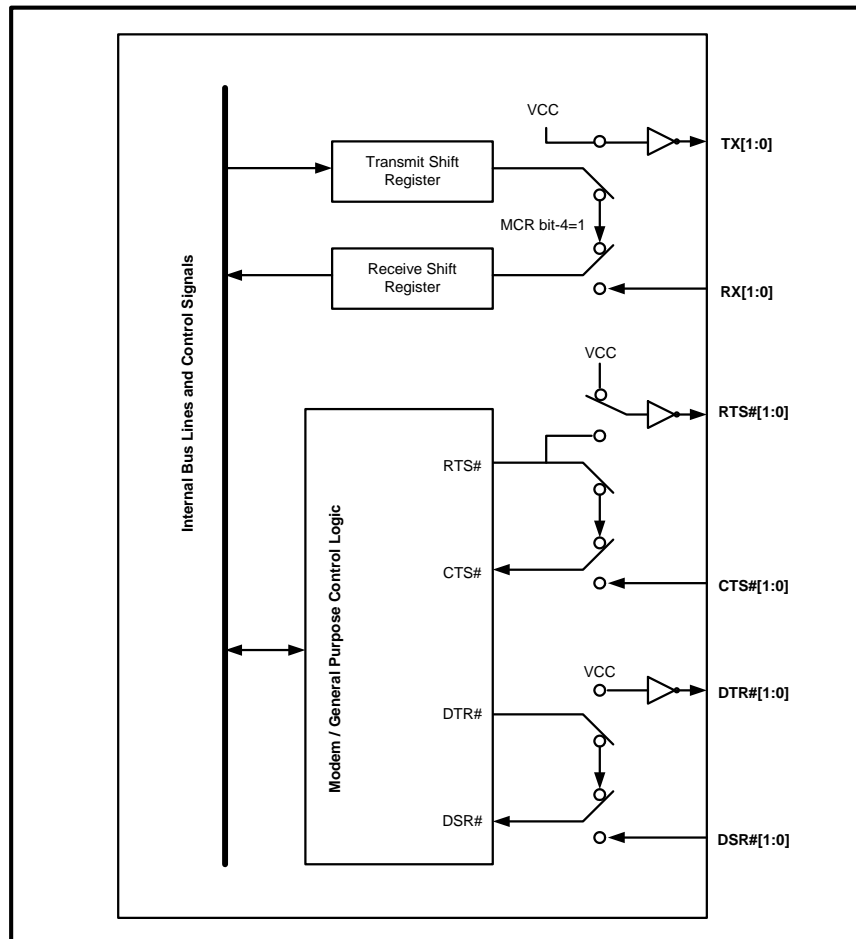 VCC
TX[1:0]
Transmit Shift
Register
MCR bit-4=1
Receive Shift
Register
RX[1:0]
Internal Bus Lines and Control Signals
VCC
RTS#[1:0]
Modem / General Purpose Control Logic
RTS#
CTS#
CTS#[1:0]
VCC
DTR#[1:0]
DTR#
DSR#
DSR#[1:0]